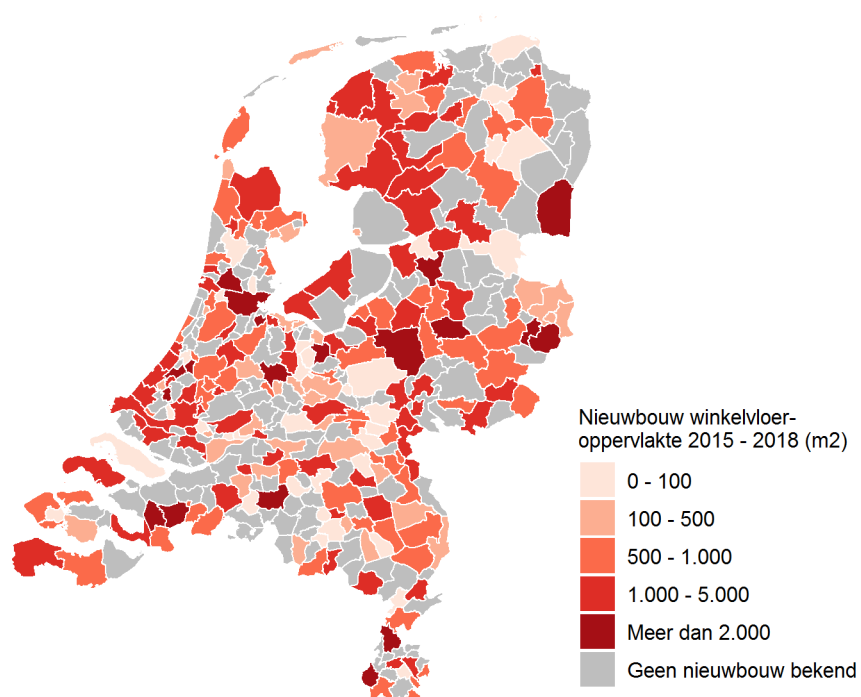 Nieuwbouw winkelvloer-
oppervlakte 2015 - 2018 (m2)
0 - 100
100 - 500
500 - 1.000
1.000 - 5.000
Meer dan 2.000
Geen nieuwbouw bekend